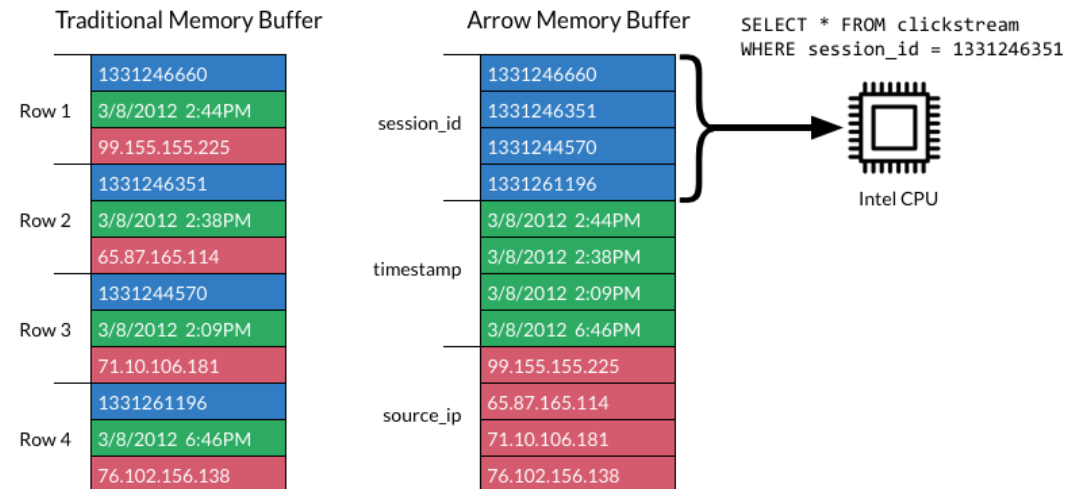 Traditional Memory Buffer
Row 1
1331246660
3/8/2012 2:44PM
99.155.155.225
Row 2
1331246351
3/8/2012 2:38PM
65.87.165.114
Row 3
1331244570
3/8/2012 2:09PM
71.10.106.181
Row 4
1331261196
3/8/2012 6:46PM
76.102.156.138
Arrow Memory Buffer
session_id
1331246660
1331246351
1331244570
1331261196
timestamp
3/8/2012 2:44PM
3/8/2012 2:38PM
3/8/2012 2:09PM
3/8/2012 6:46PM
source_ip
99.155.155.225
65.87.165.114
71.10.106.181
76.102.156.138
SELECT * FROM clickstream
WHERE session_id = 1331246351
Intel CPU